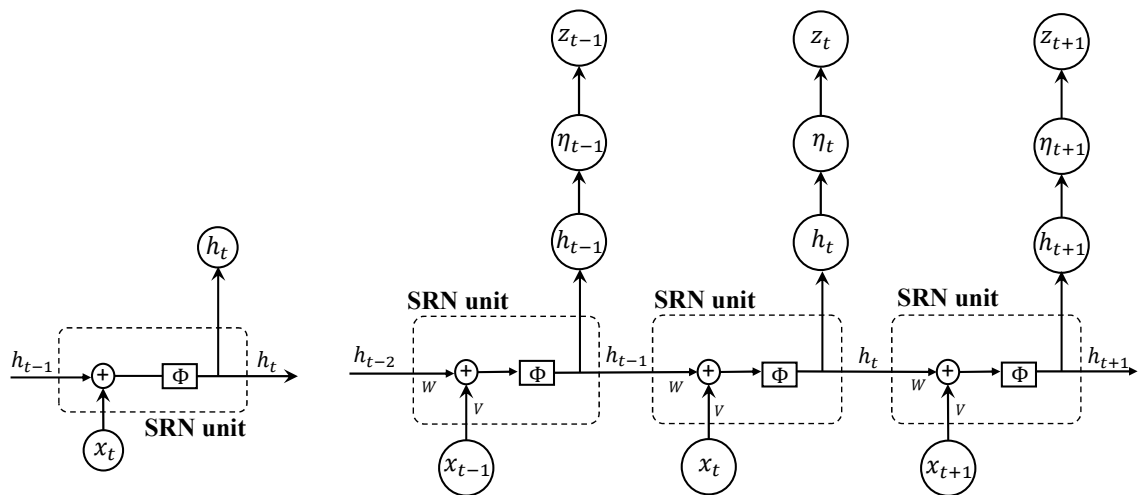 z_{t−1} z_t z_{t+1}
η_{t−1} η_t η_{t+1}
h_t h_{t−1} h_t h_{t+1}
SRN unit SRN unit SRN unit
h_{t−1} Φ h_t h_{t−2} W + Φ h_{t−1} W + Φ h_t W + Φ h_{t+1}
+ V V V
SRN unit
x_t x_{t−1} x_t x_{t+1}